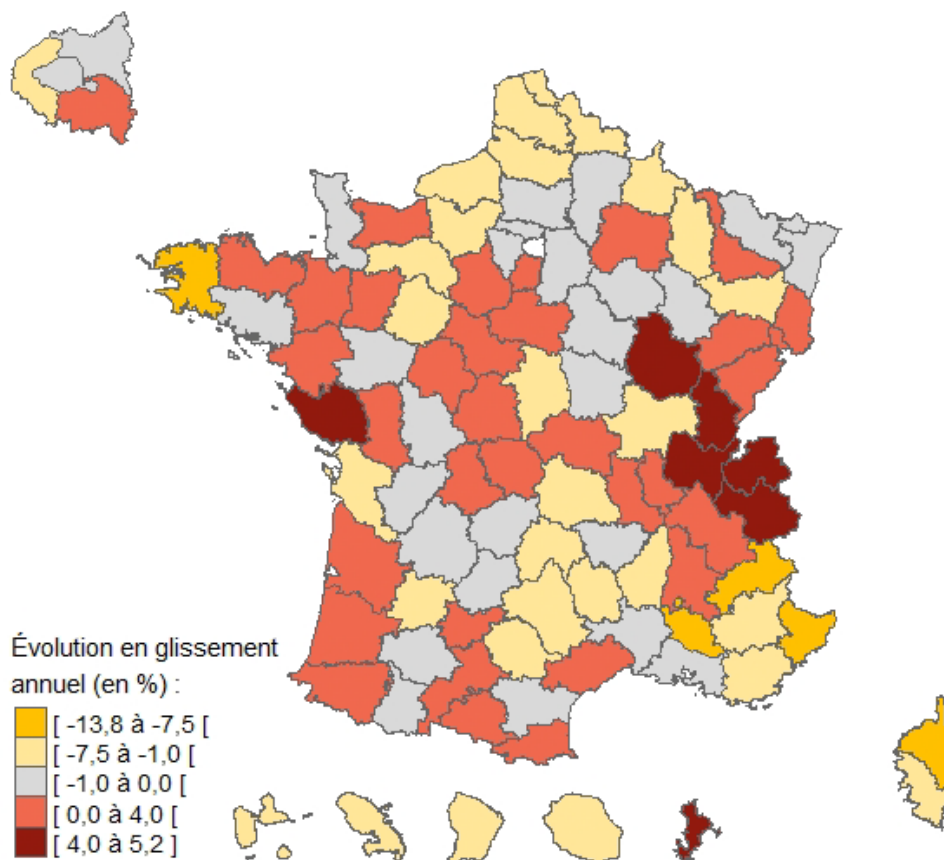 Évolution en glissement
annuel (en %) :
[ -13,8 à -7,5 [
[ -7,5 à -1,0 [
[ -1,0 à 0,0 [
[ 0,0 à 4,0 [
[ 4,0 à 5,2 ]